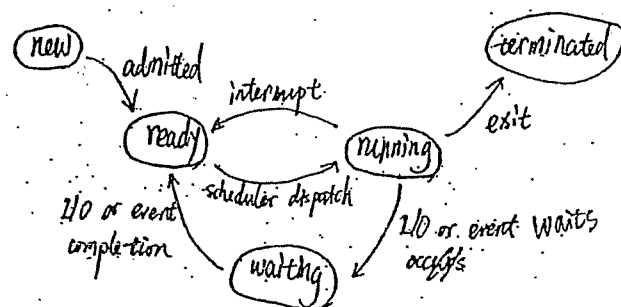 new
terminated
admitted
interrupt
exit
ready
running
scheduler dispatch
I/O or event
completion
I/O or event waits
occurs
waiting